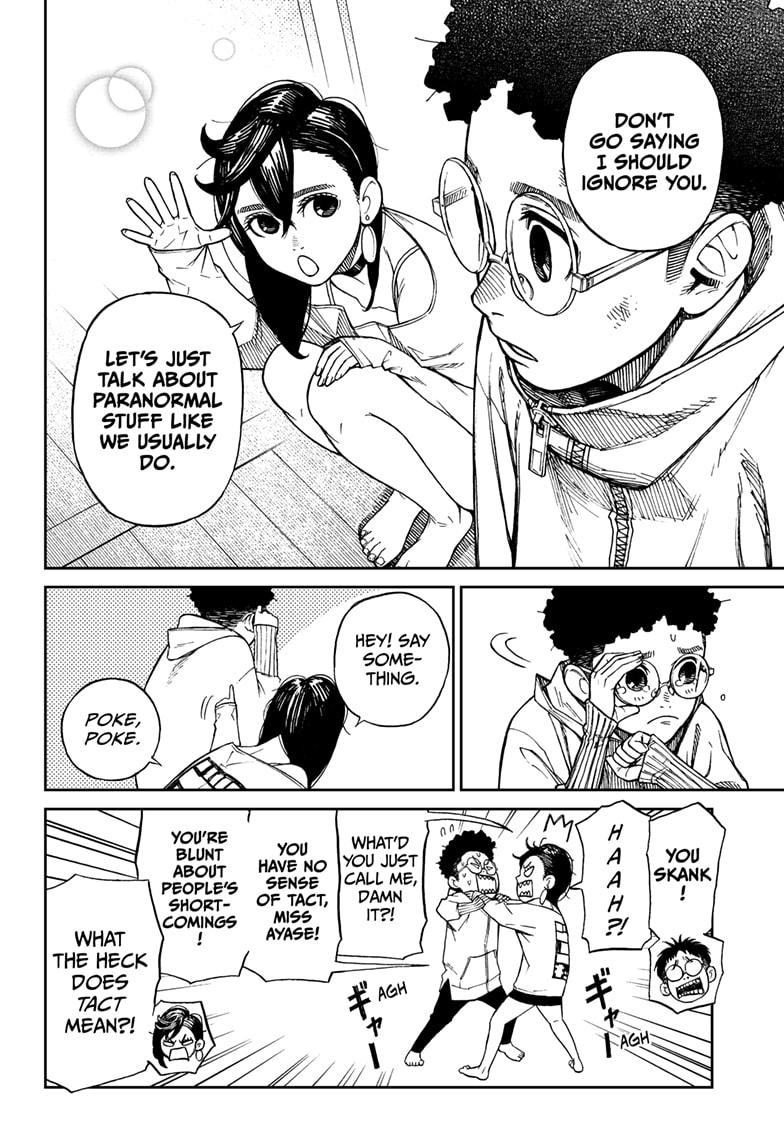 DON'T
GO SAYING
I SHOULD
IGNORE YOU.
LET'S JUST
TALK ABOUT
PARANORMAL
STUFF LIKE
WE USUALLY
DO.
HEY! SAY
SOME-
THING.
POKE,
POKE.
YOU
SKANK
!
HAAAH
?!
WHAT'D
YOU JUST
CALL ME,
DAMN
IT?!
YOU
HAVE NO
SENSE
OF TACT,
MISS
AYASE!
YOU'RE
BLUNT
ABOUT
PEOPLE'S
SHORT-
COMINGS
!
WHAT
THE HECK
DOES
TACT
MEAN?!
ギャー
AGH
ギャー
AGH